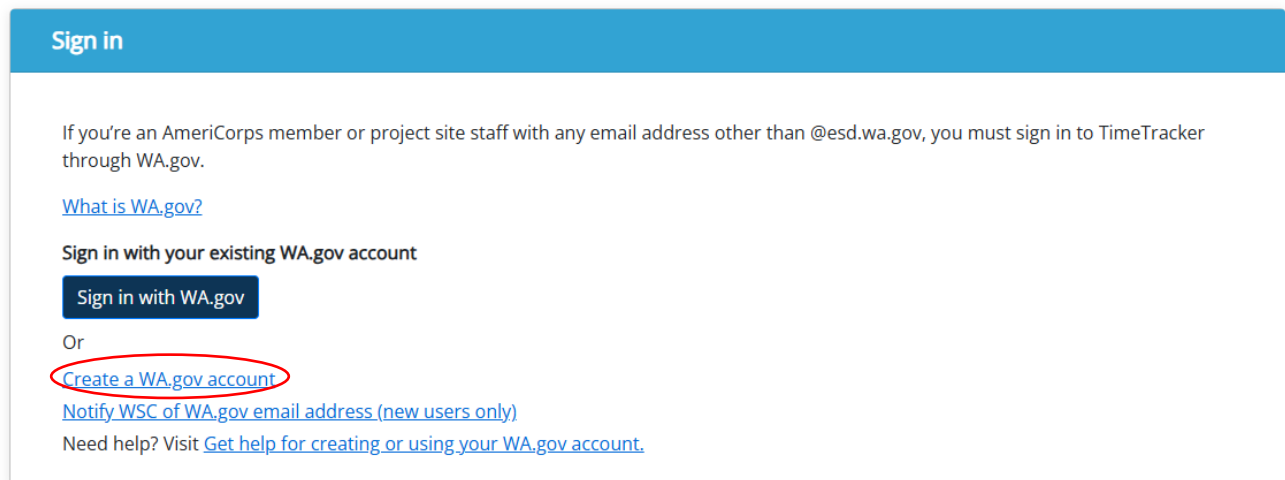 Sign in
If you’re an AmeriCorps member or project site staff with any email address other than @esd.wa.gov, you must sign in to TimeTracker
through WA.gov.
What is WA.gov?
Sign in with your existing WA.gov account
Sign in with WA.gov
Or
Create a WA.gov account
Notify WSC of WA.gov email address (new users only)
Need help? Visit Get help for creating or using your WA.gov account.